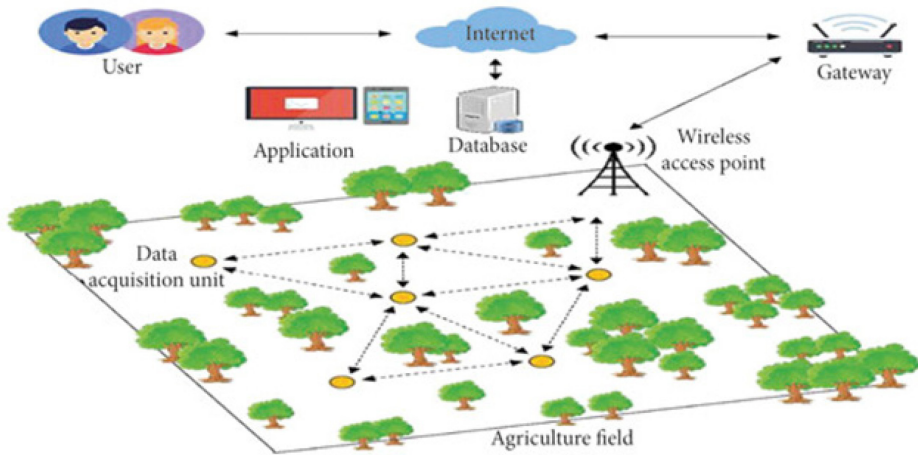 Internet
User
Gateway
Application
Database
Wireless
access point
Data
acquisition unit
Agriculture field